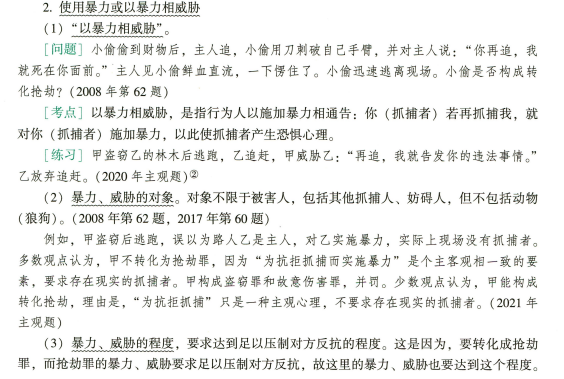 2. 使用暴力或以暴力相威胁
(1)“以暴力相威胁”。
[问题] 小偷偷到财物后，主人追，小偷用刀刺破自己手臂，并对主人说：“你再追，我
就死在你面前。”主人见小偷鲜血直流，一下愣住了。小偷迅速逃离现场。小偷是否构成转
化抢劫？(2008 年第 62 题)
[考点] 以暴力相威胁，是指行为人以施加暴力相通告：你（抓捕者）若再抓捕我，就
对你（抓捕者）施加暴力，以此使抓捕者产生恐惧心理。
[练习] 甲盗窃乙的林木后逃跑，乙追赶，甲威胁乙：“再追，我就告发你的违法事情。”
乙放弃追赶。(2020 年主观题)②
(2) 暴力、威胁的对象。对象不限于被害人，包括其他抓捕人、妨碍人，但不包括动物
(狼狗)。(2008 年第 62 题，2017 年第 60 题)
例如，甲盗窃后逃跑，误以为路人乙是主人，对乙实施暴力，实际上现场没有抓捕者。
多数观点认为，甲不转化为抢劫罪，因为“为抗拒抓捕而实施暴力”是个主客观相一致的要
素，要求存在现实的抓捕者。甲构成盗窃罪和故意伤害罪，并罚。少数观点认为，甲能构成
转化抢劫，理由是，“为抗拒抓捕”只是一种主观心理，不要求存在现实的抓捕者。(2021 年
主观题)
(3) 暴力、威胁的程度，要求达到足以压制对方反抗的程度。这是因为，要转化成抢劫
罪，而抢劫罪的暴力、威胁要求足以压制对方反抗，故这里的暴力、威胁也要达到这个程度。